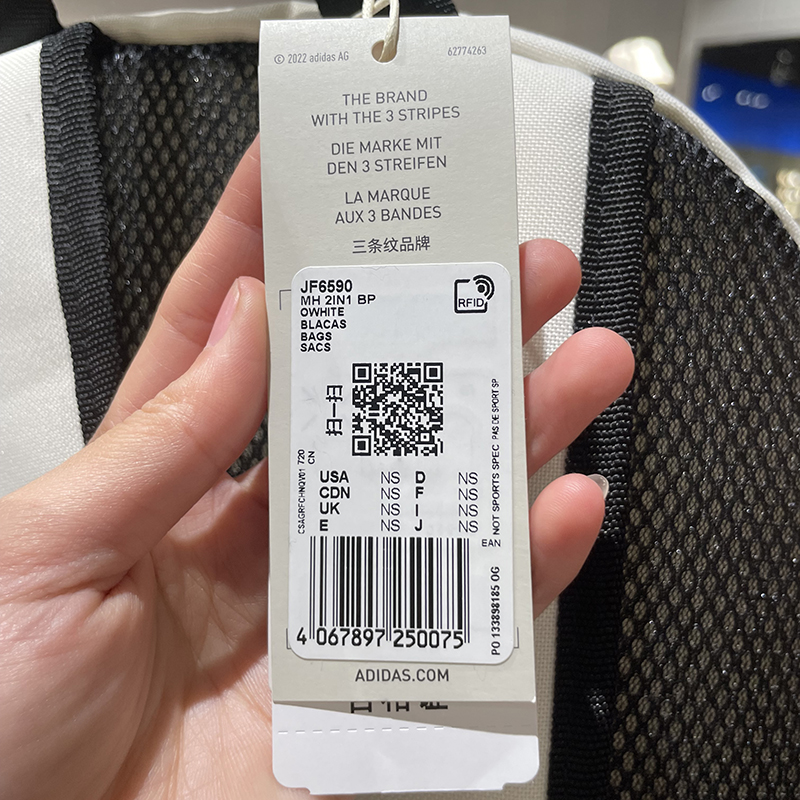 © 2022 adidas AG
62774263
THE BRAND
WITH THE 3 STRIPES
DIE MARKE MIT
DEN 3 STREIFEN
LA MARQUE
AUX 3 BANDES
三条纹品牌
JF6590
MH 2IN1 BP
OWHITE
BLACAS
BAGS
SACS
RFID
扫一扫
CN
USA NS D NS
CDN NS F NS
UK NS I NS
E NS J NS
NOT SPORTS SPEC PAS DE SPORT SP
EAN
PO 133898185 OG
4 067897 250075
ADIDAS.COM